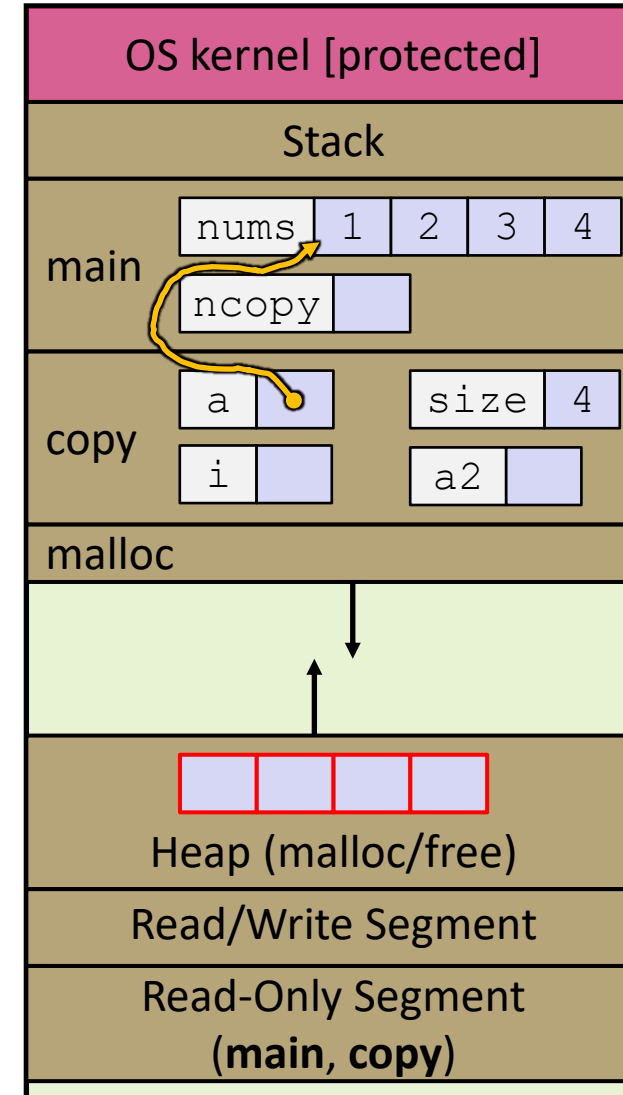 OS kernel [protected]
Stack
main
nums 1 2 3 4
ncopy
copy
a size 4
i a2
malloc
Heap (malloc/free)
Read/Write Segment
Read-Only Segment
(main, copy)